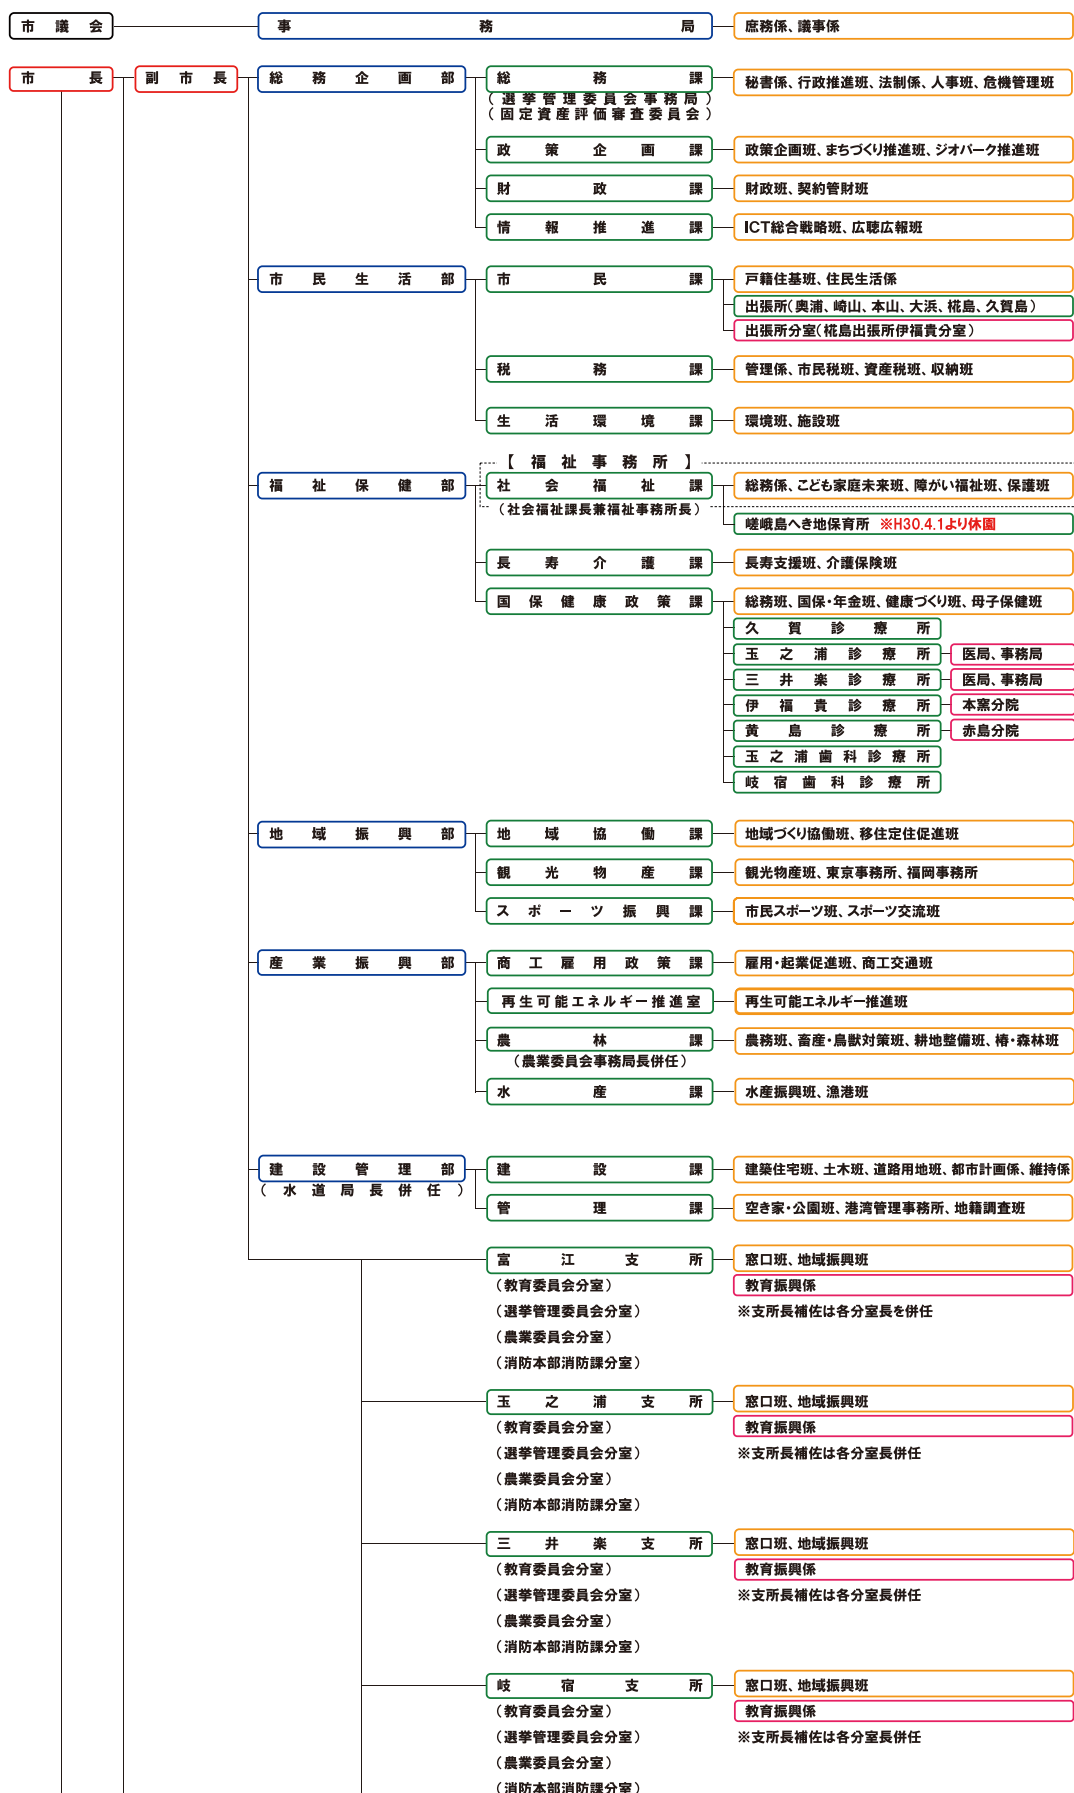 市議会 事務局 庶務係、議事係
市長 副市長 総務企画部 総務課 秘書係、行政推進班、法制係、人事班、危機管理班
(選挙管理委員会事務局)
(固定資産評価審査委員会)
政策企画課 政策企画班、まちづくり推進班、ジオパーク推進班
財政課 財政班、契約管財班
情報推進課 ICT総合戦略班、広聴広報班
市民生活部 市民課 戸籍住基班、住民生活係
出張所(奥浦、崎山、本山、大浜、椛島、久賀島)
出張所分室(椛島出張所伊福貴分室)
税務課 管理係、市民税班、資産税班、収納班
生活環境課 環境班、施設班
【福祉事務所】
福祉保健部 社会福祉課 総務係、こども家庭未来班、障がい福祉班、保護班
(社会福祉課長兼福祉事務所長)
嵯峨島へき地保育所 ※H30.4.1より休園
長寿介護課 長寿支援班、介護保険班
国保健康政策課 総務班、国保・年金班、健康づくり班、母子保健班
久賀診療所
玉之浦診療所 医局、事務局
三井楽診療所 医局、事務局
伊福貴診療所 本窯分院
黄島診療所 赤島分院
玉之浦歯科診療所
岐宿歯科診療所
地域振興部 地域協働課 地域づくり協働班、移住定住促進班
観光物産課 観光物産班、東京事務所、福岡事務所
スポーツ振興課 市民スポーツ班、スポーツ交流班
産業振興部 商工雇用政策課 雇用・起業促進班、商工交通班
再生可能エネルギー推進室 再生可能エネルギー推進班
農林課 農務班、畜産・鳥獣対策班、耕地整備班、椿・森林班
(農業委員会事務局長併任)
水産課 水産振興班、漁港班
建設管理部 建設課 建築住宅班、土木班、道路用地班、都市計画係、維持係
(水道局長併任)
管理課 空き家・公園班、港湾管理事務所、地籍調査班
富江支所 窓口班、地域振興班
(教育委員会分室) 教育振興係
(選挙管理委員会分室) ※支所長補佐は各分室長を併任
(農業委員会分室)
(消防本部消防課分室)
玉之浦支所 窓口班、地域振興班
(教育委員会分室) 教育振興係
(選挙管理委員会分室) ※支所長補佐は各分室長併任
(農業委員会分室)
(消防本部消防課分室)
三井楽支所 窓口班、地域振興班
(教育委員会分室) 教育振興係
(選挙管理委員会分室) ※支所長補佐は各分室長併任
(農業委員会分室)
(消防本部消防課分室)
岐宿支所 窓口班、地域振興班
(教育委員会分室) 教育振興係
(選挙管理委員会分室) ※支所長補佐は各分室長併任
(農業委員会分室)
(消防本部消防課分室)